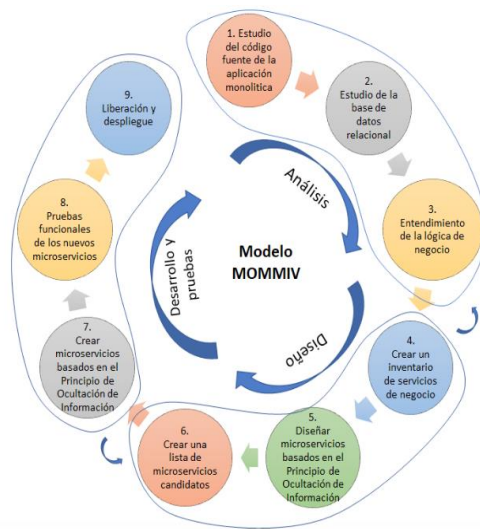 1. Estudio
del código
fuente de la
aplicación
monolitica
2.
Estudio de
la base de
datos
relacional
3.
Entendimiento
de la lógica de
negocio
4.
Crear un
inventario
de servicios
de negocio
5.
Diseñar
microservicios
basados en el
Principio de
Ocultación de
Información
6.
Crear una
lista de
microservicios
candidatos
7.
Crear
microservicios
basados en el
Principio de
Ocultación de
Información
8.
Pruebas
funcionales
de los nuevos
microservicios
9.
Liberación y
despliegue
Análisis
Diseño
Desarrollo y
pruebas
Modelo
MOMMIV